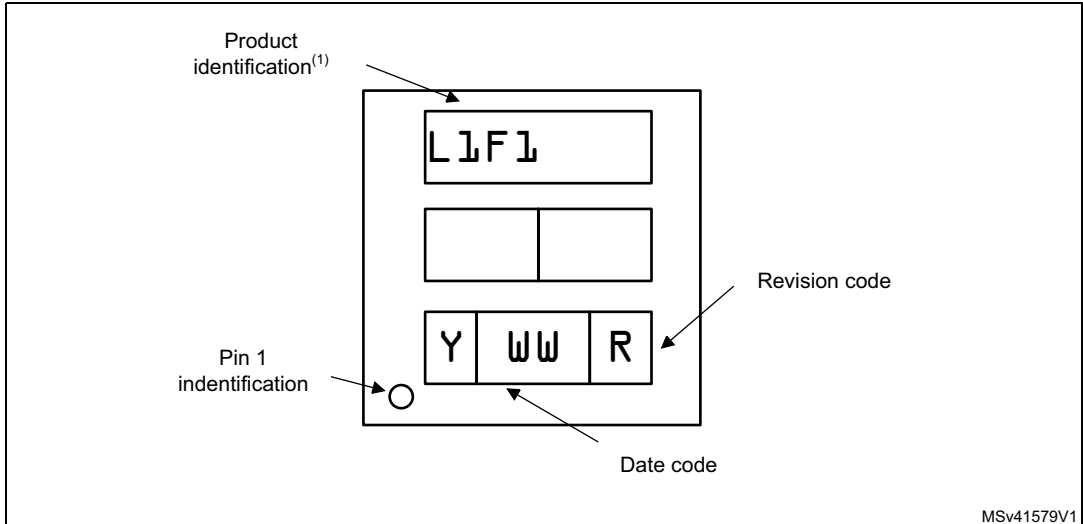 Product
identification(1)
L1F1
Revision code
Y WW R
Pin 1
indentification
Date code
MSv41579V1